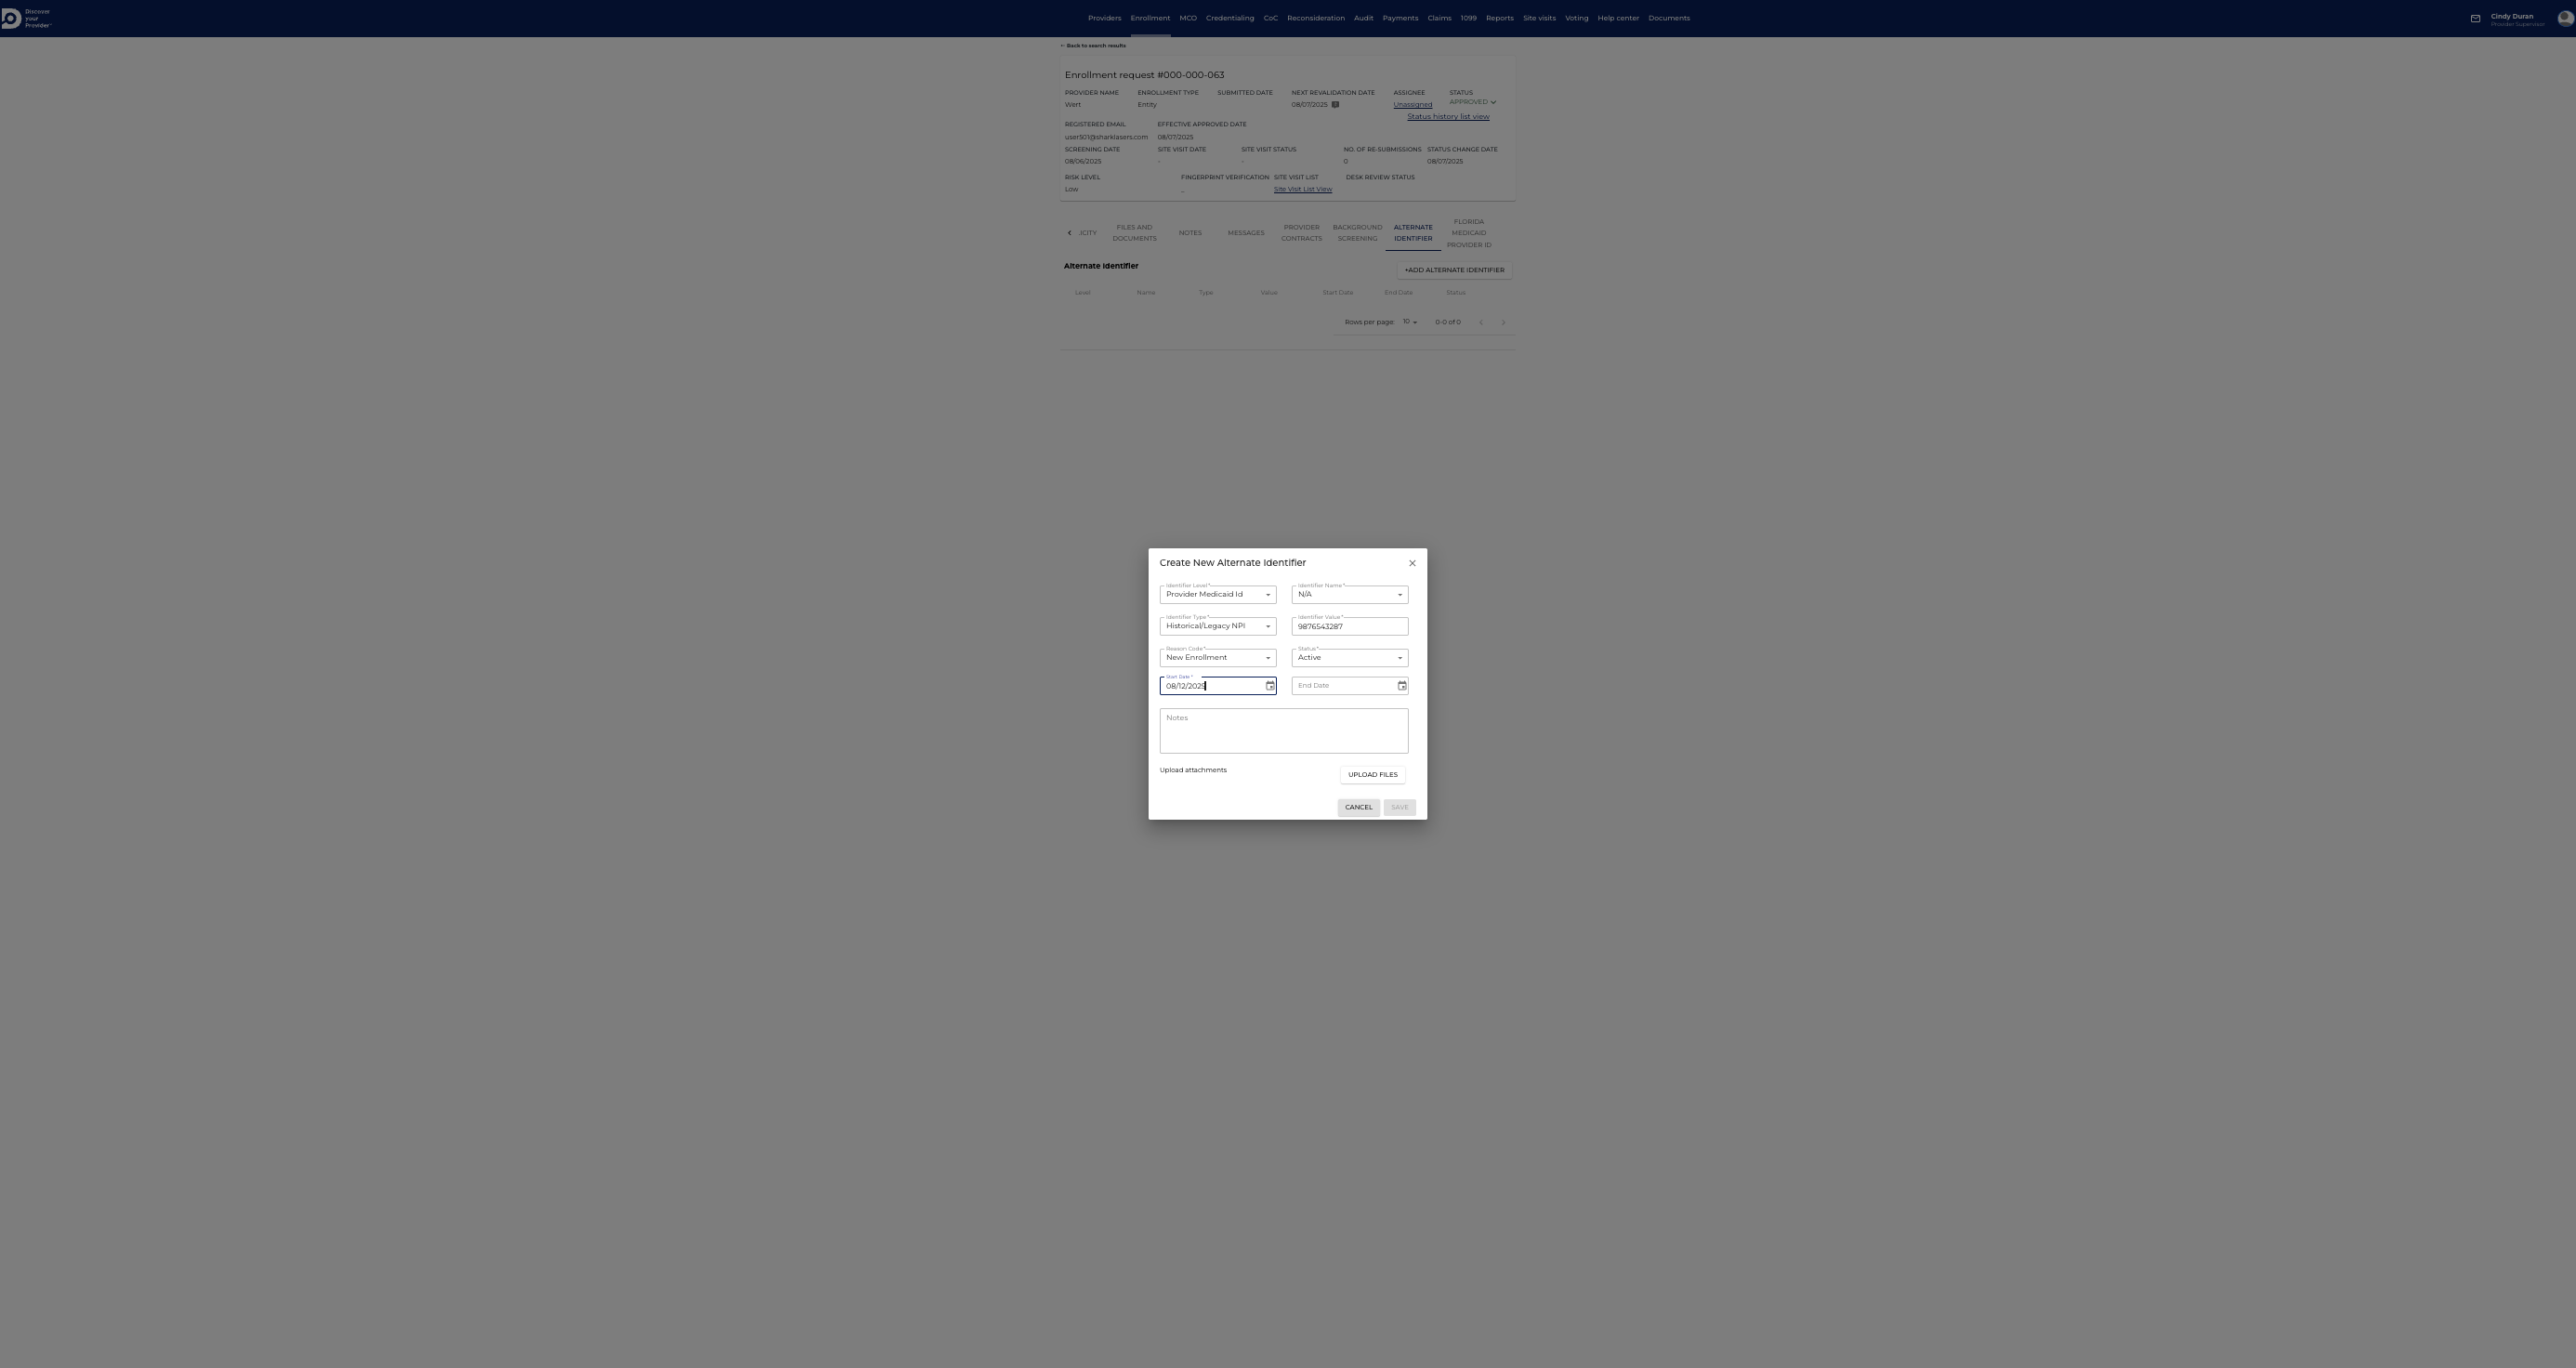 Discover
your
Provider
Providers Enrollment MCO Credentialing CoC Reconsideration Audit Payments Claims 1099 Reports Site visits Voting Help center Documents
Cindy Duran
Provider Supervisor
← Back to search results
Enrollment request #000-000-063
PROVIDER NAME ENROLLMENT TYPE SUBMITTED DATE NEXT REVALIDATION DATE ASSIGNEE STATUS
Wert Entity 08/07/2025 Unassigned APPROVED
Status history list view
REGISTERED EMAIL EFFECTIVE APPROVED DATE
user501@sharklasers.com 08/07/2025
SCREENING DATE SITE VISIT DATE SITE VISIT STATUS NO. OF RE-SUBMISSIONS STATUS CHANGE DATE
08/06/2025 - - 0 08/07/2025
RISK LEVEL FINGERPRINT VERIFICATION SITE VISIT LIST DESK REVIEW STATUS
Low - Site Visit List View
ICITY
FILES AND
DOCUMENTS
NOTES
MESSAGES
PROVIDER
CONTRACTS
BACKGROUND
SCREENING
ALTERNATE
IDENTIFIER
FLORIDA
MEDICAID
PROVIDER ID
Alternate Identifier
+ADD ALTERNATE IDENTIFIER
Level Name Type Value Start Date End Date Status
Rows per page: 10 0-0 of 0
Create New Alternate Identifier
Identifier Level * Identifier Name *
Provider Medicaid Id N/A
Identifier Type * Identifier Value *
Historical/Legacy NPI 9876543287
Reason Code * Status *
New Enrollment Active
Start Date *
08/12/2025 End Date
Notes
Upload attachments UPLOAD FILES
CANCEL SAVE